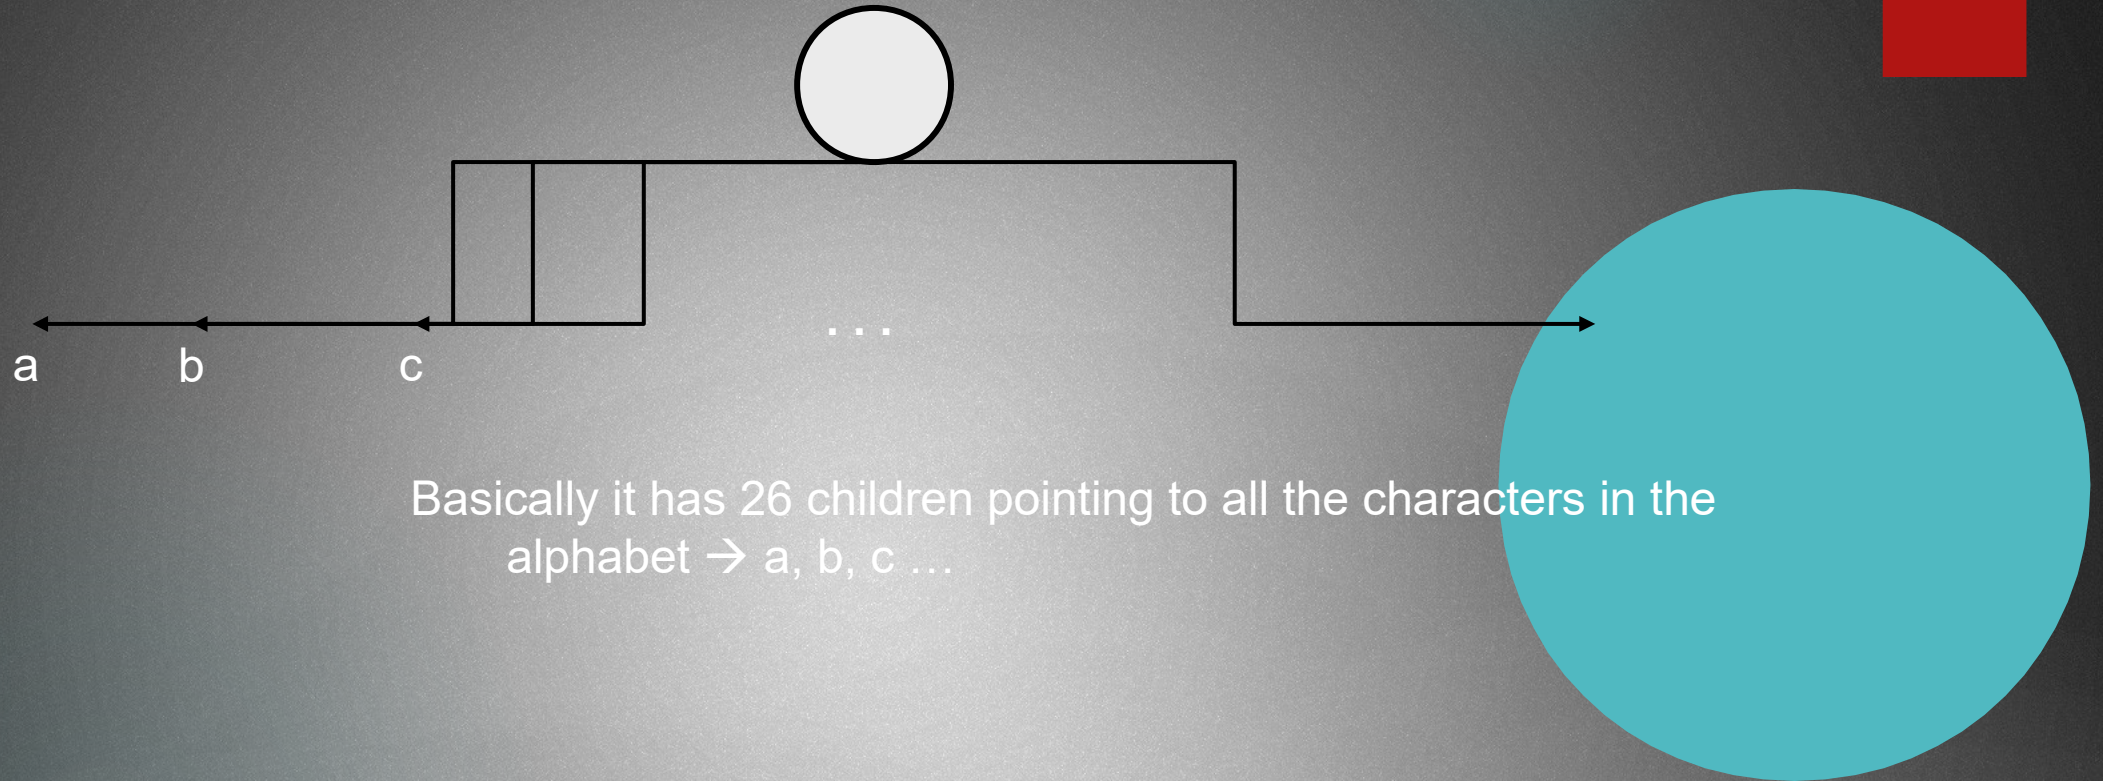 ...
a b c
Basically it has 26 children pointing to all the characters in the
alphabet → a, b, c …